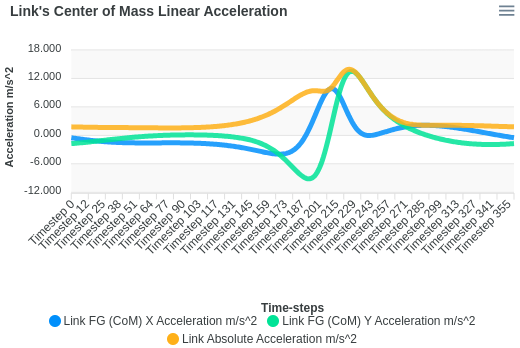 Link's Center of Mass Linear Acceleration
Acceleration m/s^2
18.000
12.000
6.000
0.000
-6.000
-12.000
Timestep 0
Timestep 12
Timestep 25
Timestep 38
Timestep 51
Timestep 64
Timestep 77
Timestep 90
Timestep 103
Timestep 117
Timestep 131
Timestep 145
Timestep 159
Timestep 173
Timestep 187
Timestep 201
Timestep 215
Timestep 229
Timestep 243
Timestep 257
Timestep 271
Timestep 285
Timestep 299
Timestep 313
Timestep 327
Timestep 341
Timestep 355
Time-steps
Link FG (CoM) X Acceleration m/s^2
Link FG (CoM) Y Acceleration m/s^2
Link Absolute Acceleration m/s^2